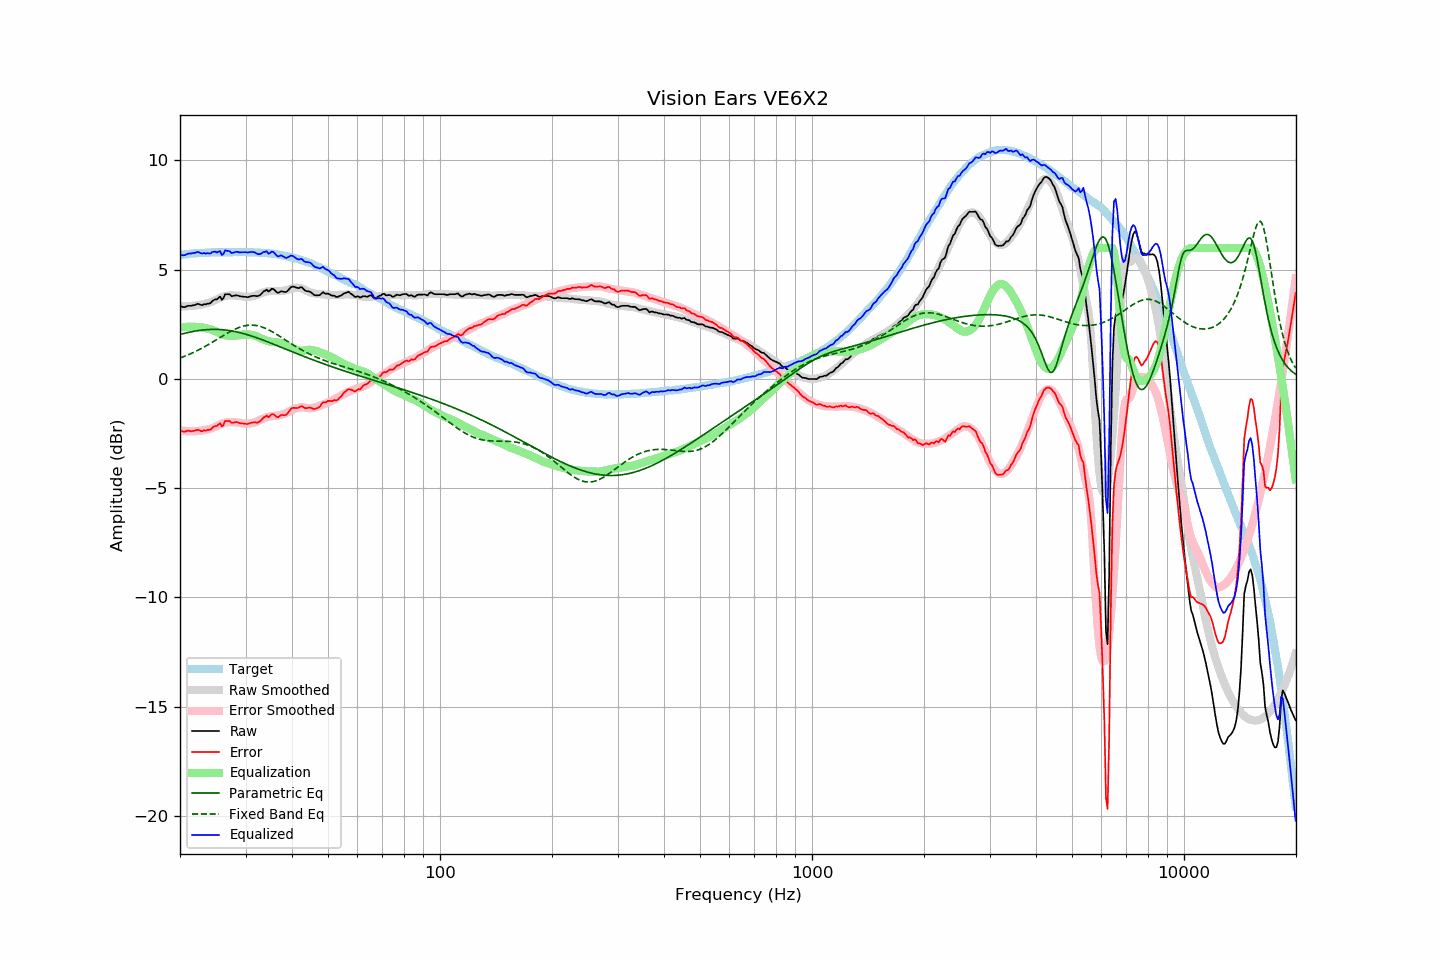 Vision Ears VE6X2
Amplitude (dBr)
10
5
0
−5
−10
−15
−20
Target
Raw Smoothed
Error Smoothed
Raw
Error
Equalization
Parametric Eq
Fixed Band Eq
Equalized
100
1000
10000
Frequency (Hz)